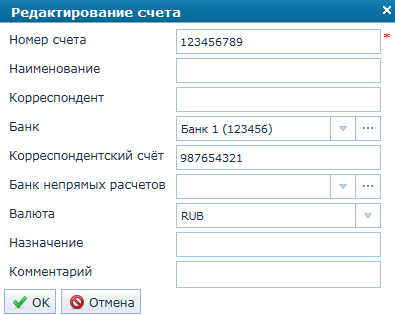 Редактирование счета
Номер счета 123456789 *
Наименование
Корреспондент
Банк Банк 1 (123456) ...
Корреспондентский счёт 987654321
Банк непрямых расчетов ...
Валюта RUB
Назначение
Комментарий
OK Отмена